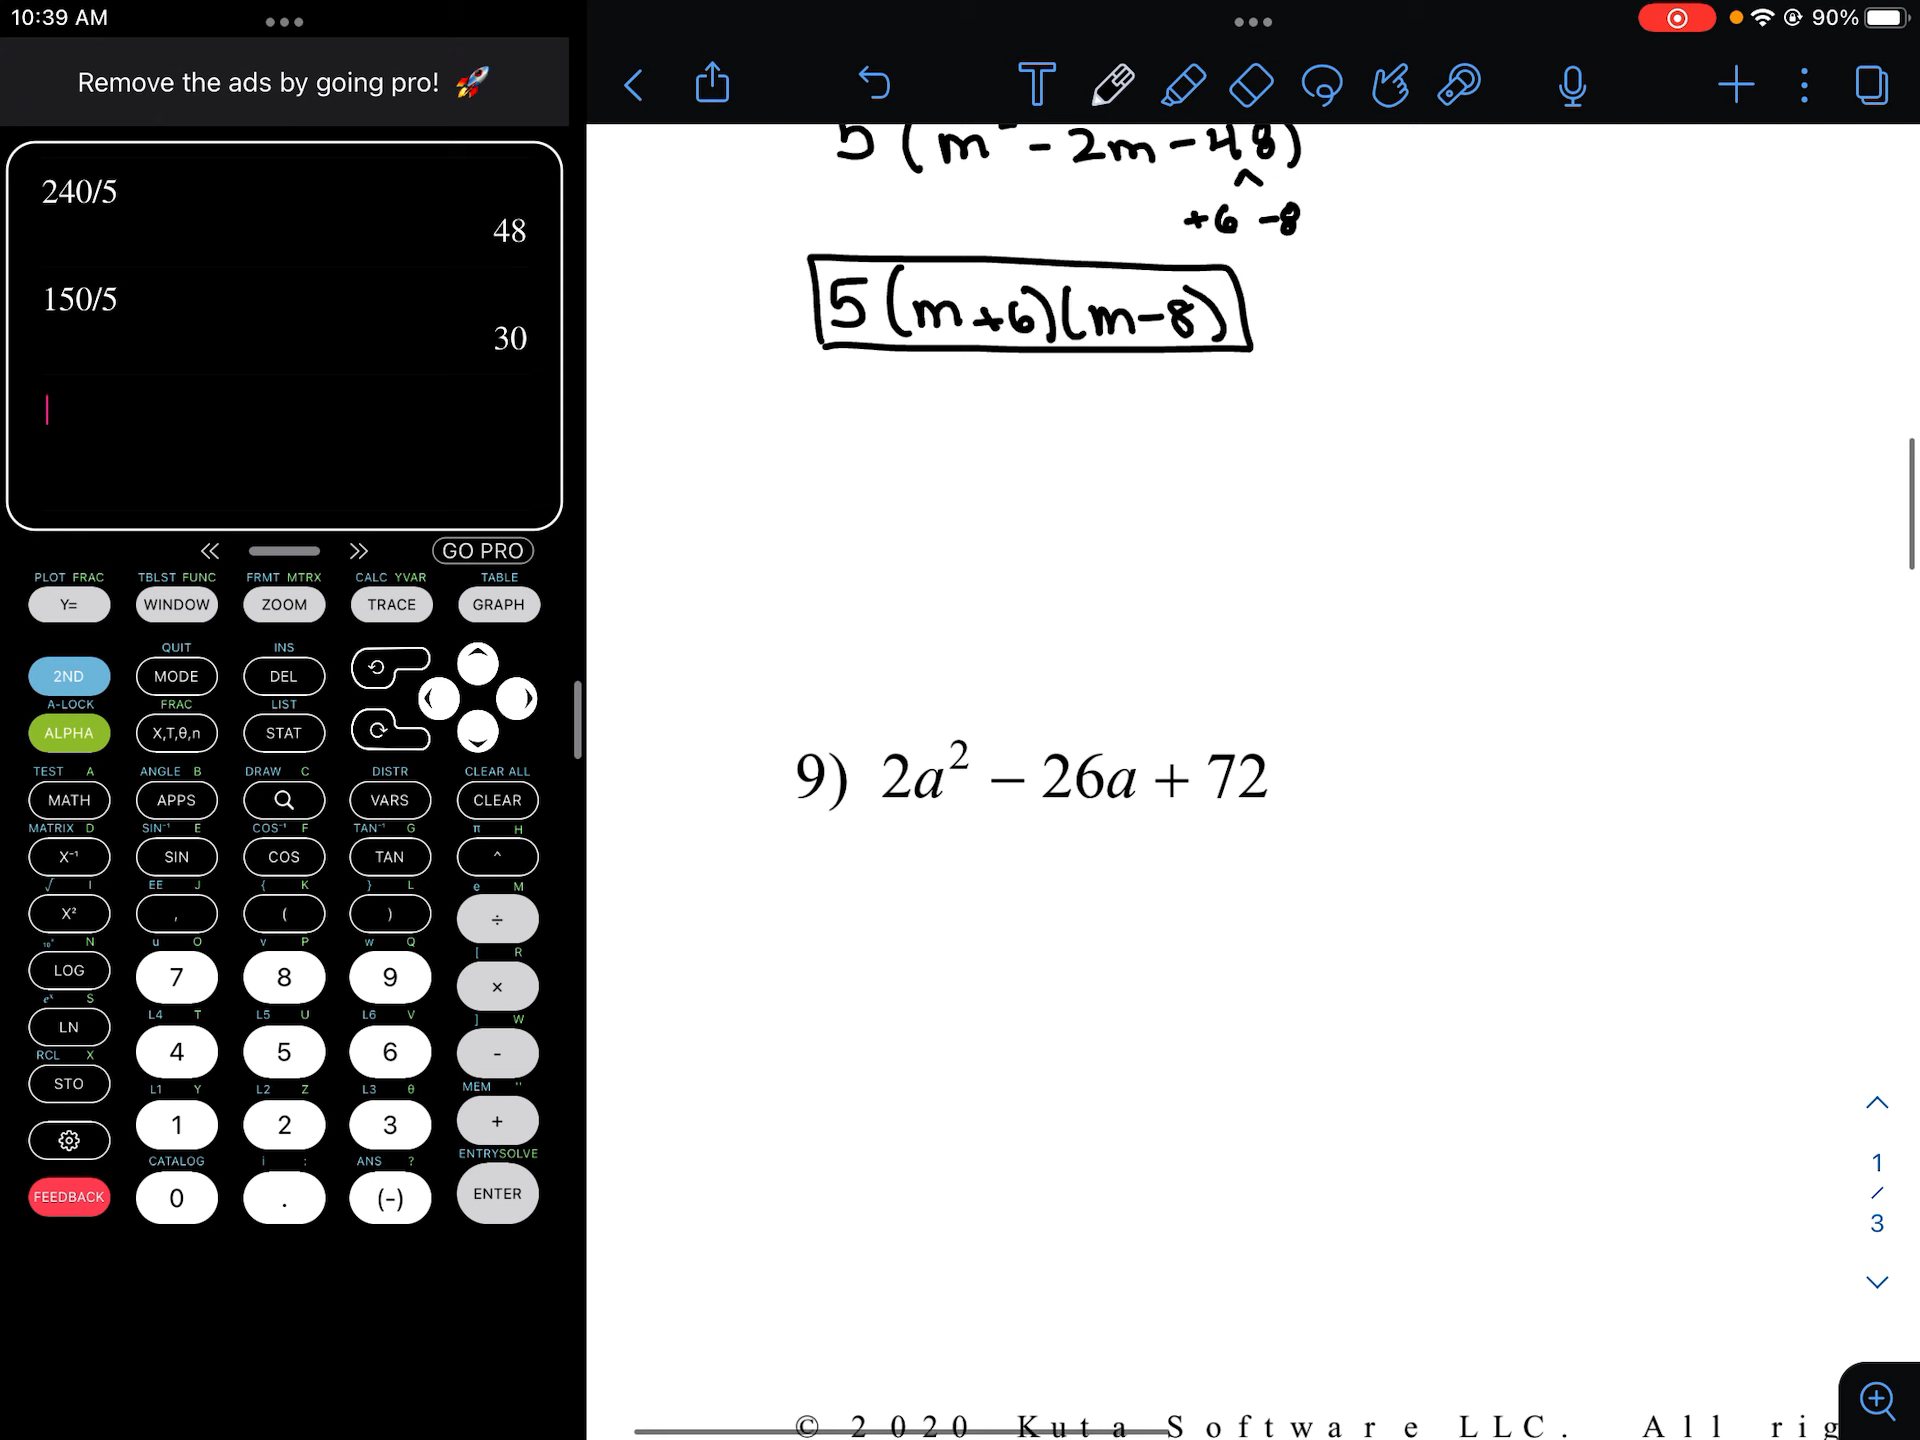 10:39 AM
90%
Remove the ads by going pro! 🚀
240/5
48
150/5
30
GO PRO
PLOT FRAC TBLST FUNC FRMT MTRX CALC YVAR TABLE
Y= WINDOW ZOOM TRACE GRAPH
QUIT INS
2ND MODE DEL
A-LOCK FRAC LIST
ALPHA X,T,θ,n STAT
TEST A ANGLE B DRAW C DISTR CLEAR ALL
MATH APPS VARS CLEAR
MATRIX D SIN⁻¹ E COS⁻¹ F TAN⁻¹ G π H
X⁻¹ SIN COS TAN ^
√ I EE J { K } L e M
X² , ( ) ÷
10ˣ N u O v P w Q [ R
LOG 7 8 9 ×
eˣ S L4 T L5 U L6 V ] W
LN 4 5 6 -
RCL X L1 Y L2 Z L3 θ MEM "
STO 1 2 3 +
CATALOG i : ANS ? ENTRY SOLVE
FEEDBACK 0 . (-) ENTER
5(m² - 2m - 48)
^
+6 -8
5(m+6)(m-8)
9) 2a² − 26a + 72
1
/
3
© 2020 Kuta Software LLC. All rig